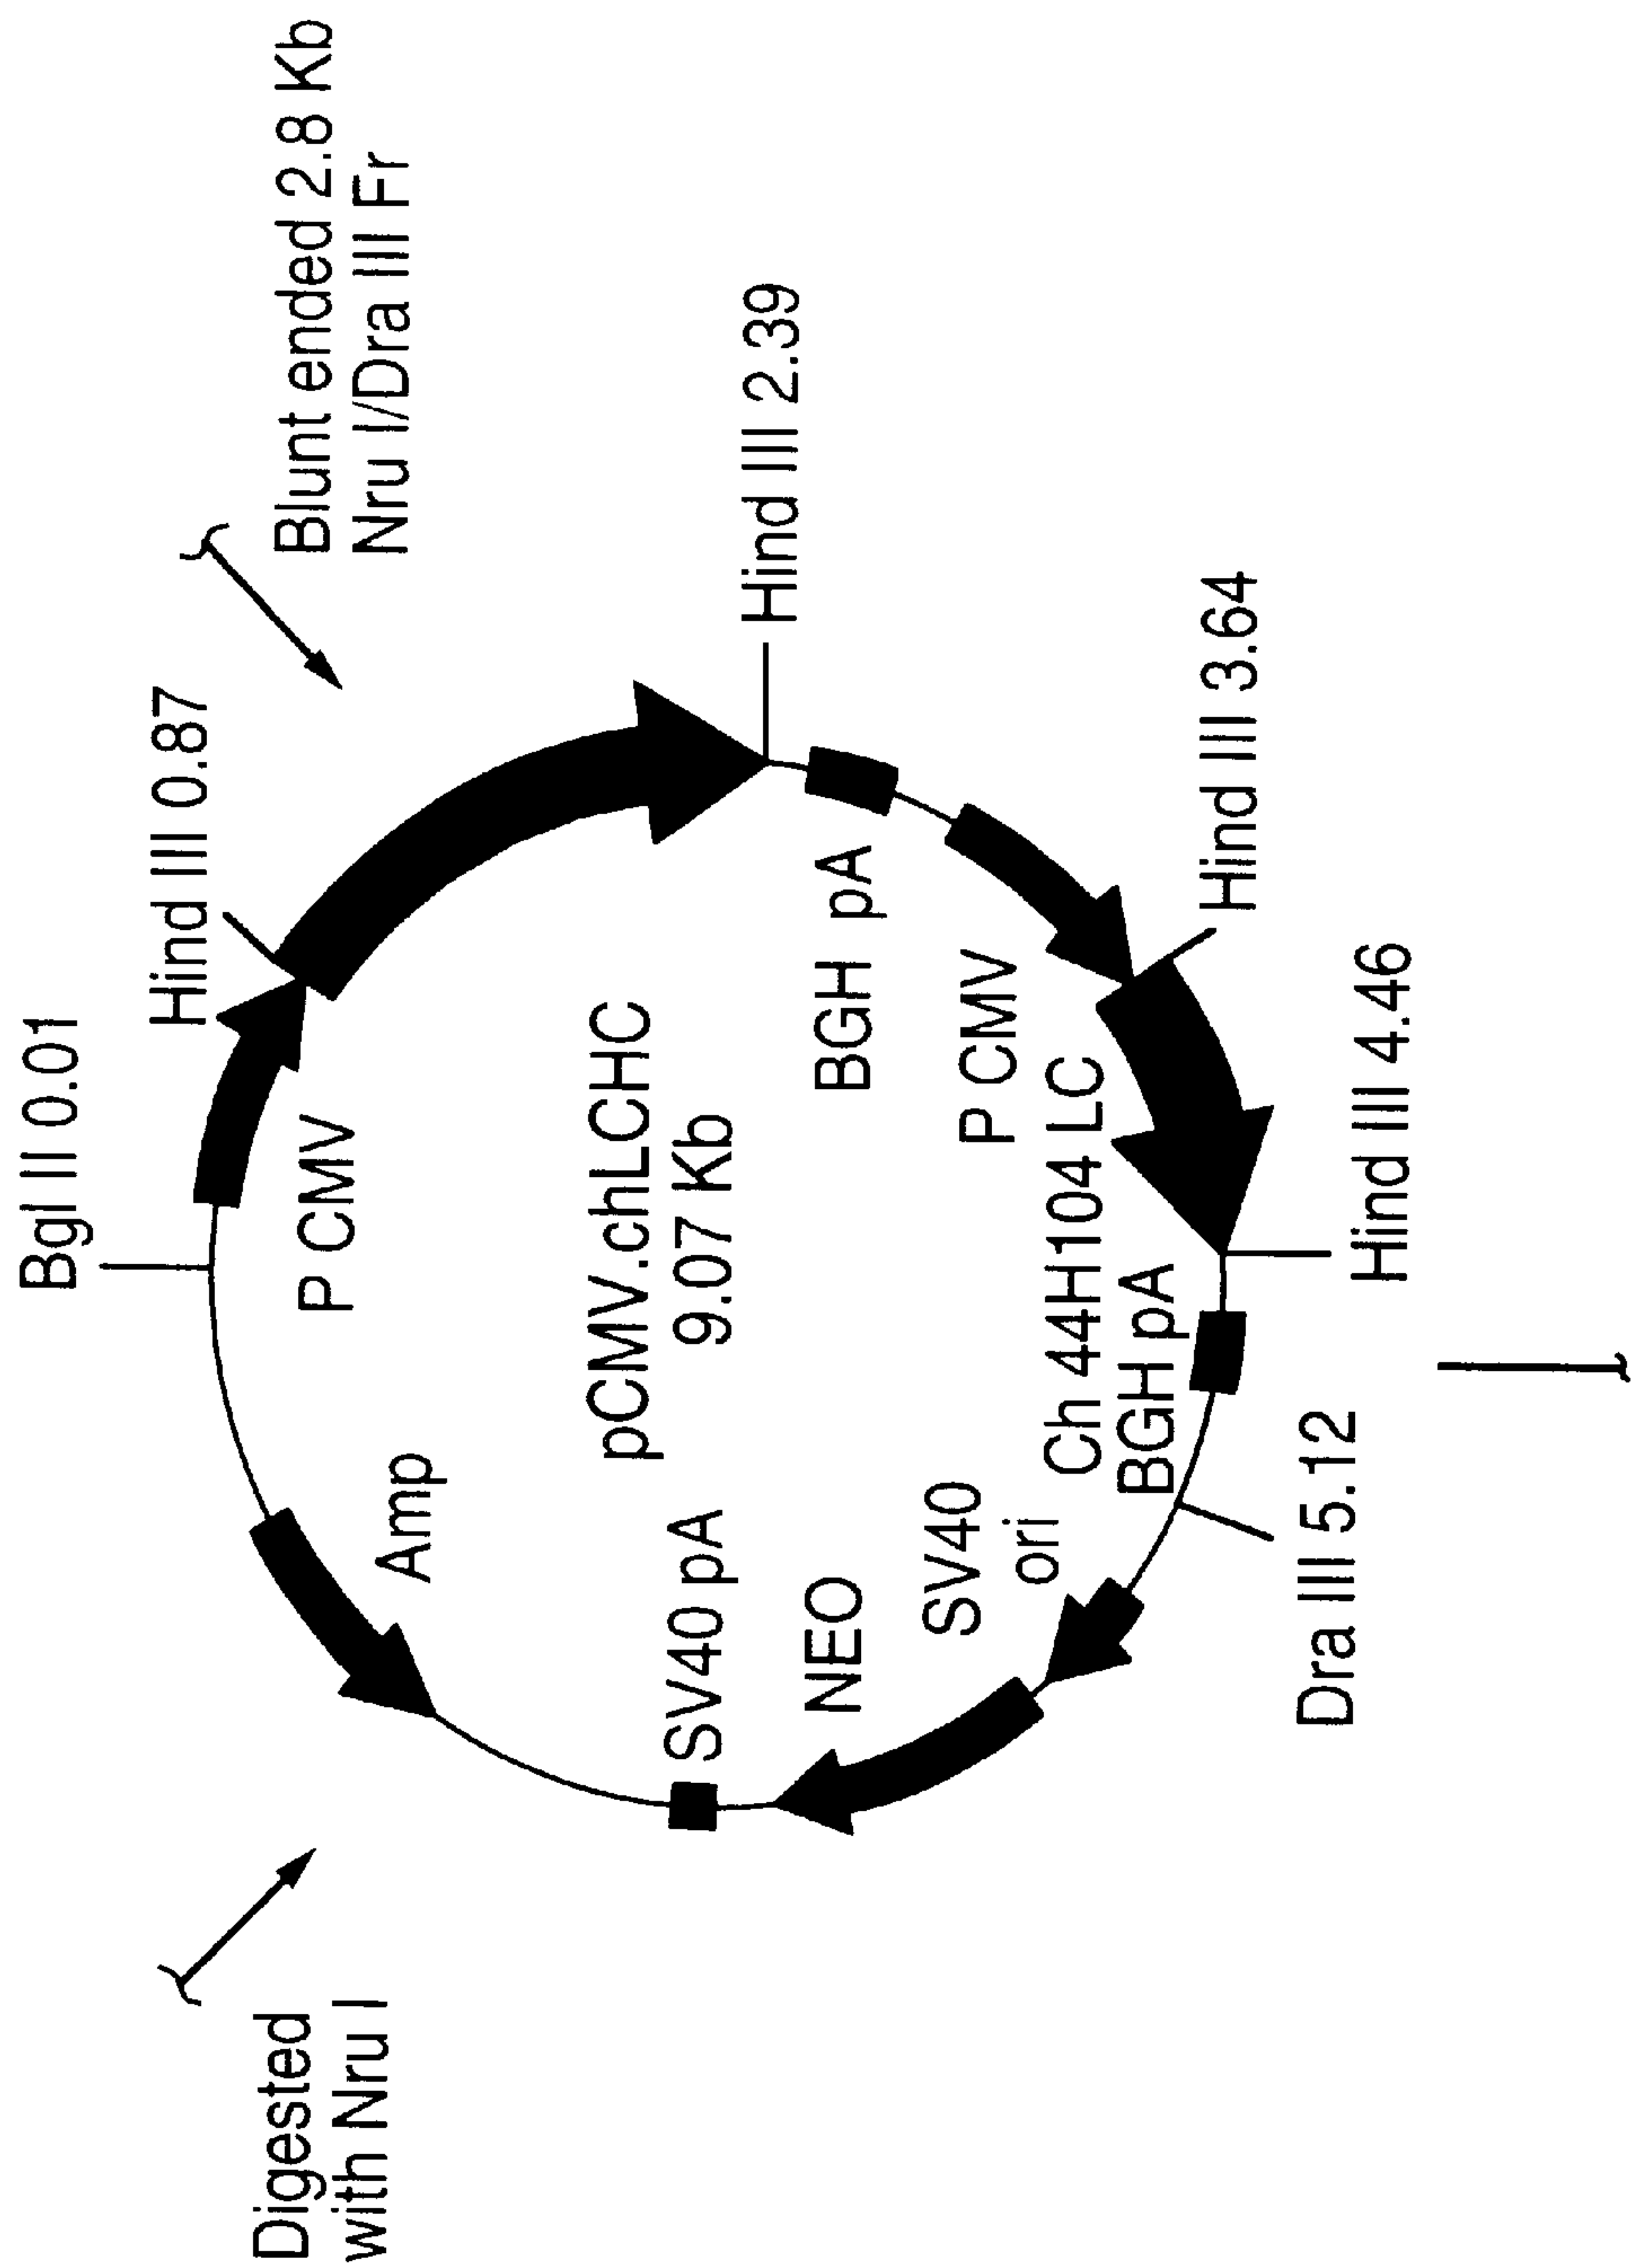 Digested
with Nru I
Blunt ended 2.8 Kb
Nru I/Dra III Fr
Bgl II 0.01
Hind III 0.87
P CMV
Amp
Hind III 2.39
pCMV.chLCHC
9.07 Kb
SV40 pA
NEO
BGH pA
SV40
ori
P CMV
Ch 44H104 LC
BGH pA
Hind III 3.64
Dra III 5.12
Hind III 4.46